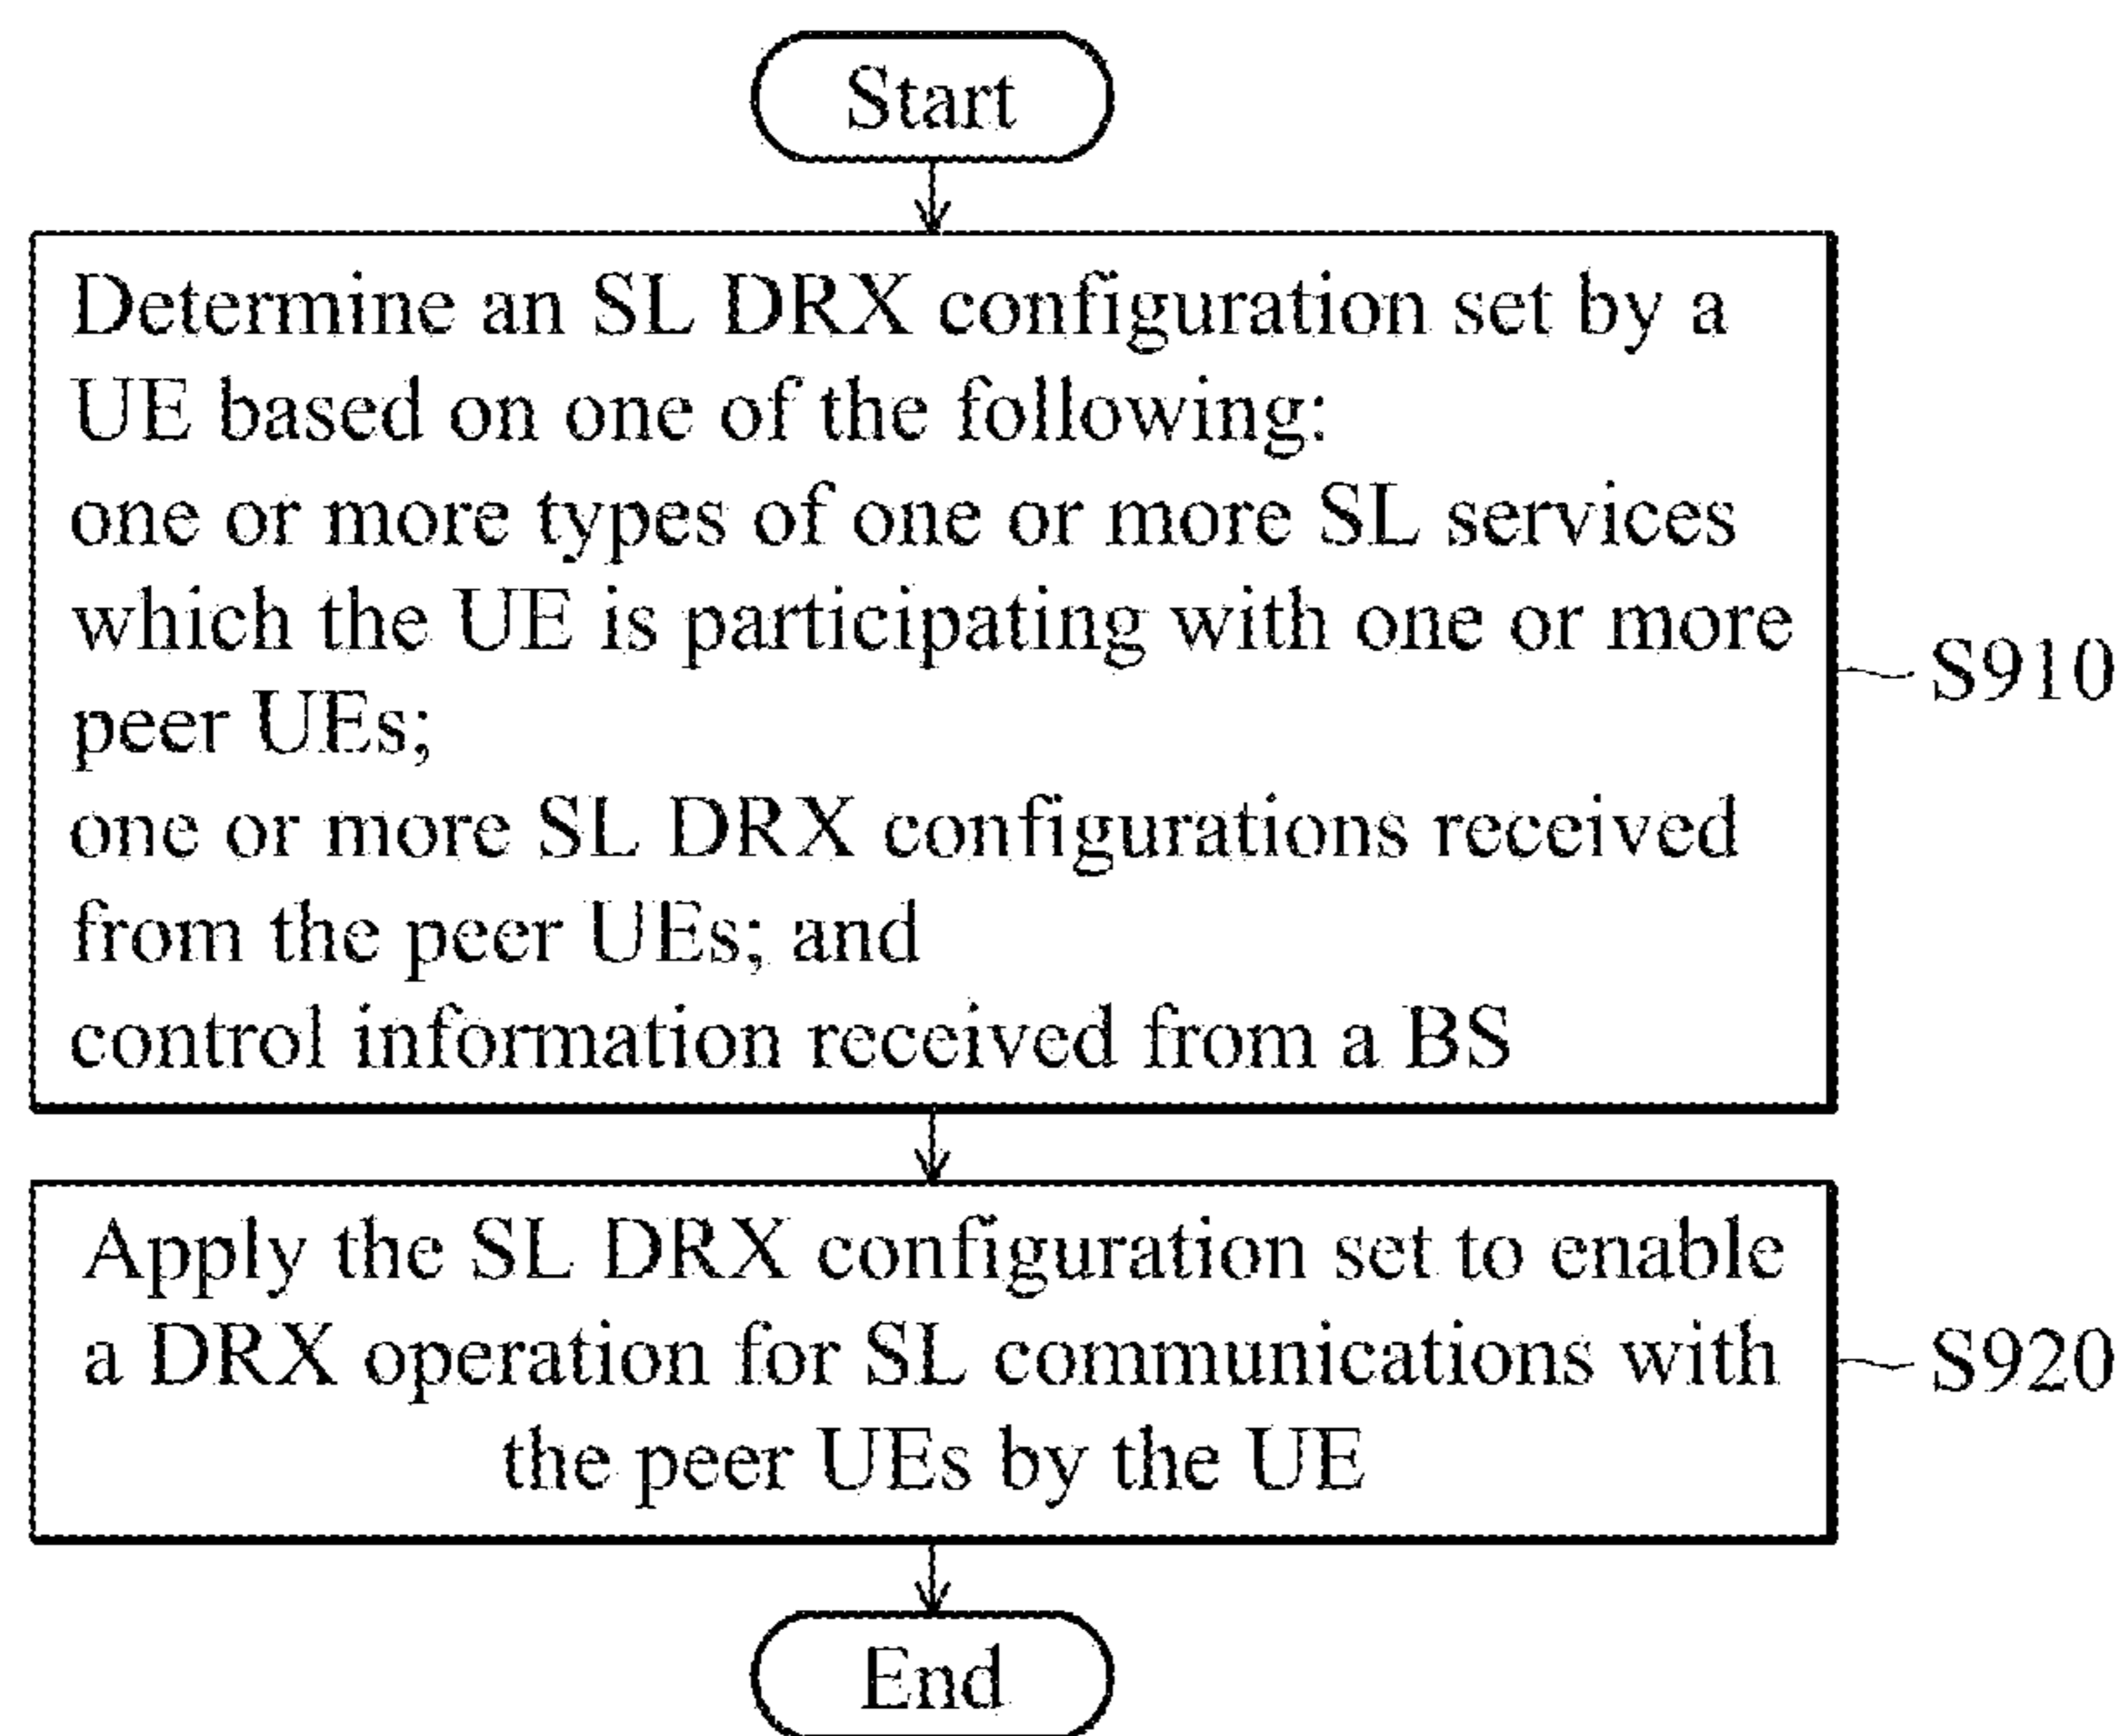 Start
Determine an SL DRX configuration set by a
UE based on one of the following:
one or more types of one or more SL services
which the UE is participating with one or more
peer UEs;
one or more SL DRX configurations received
from the peer UEs; and
control information received from a BS
S910
Apply the SL DRX configuration set to enable
a DRX operation for SL communications with
the peer UEs by the UE
S920
End